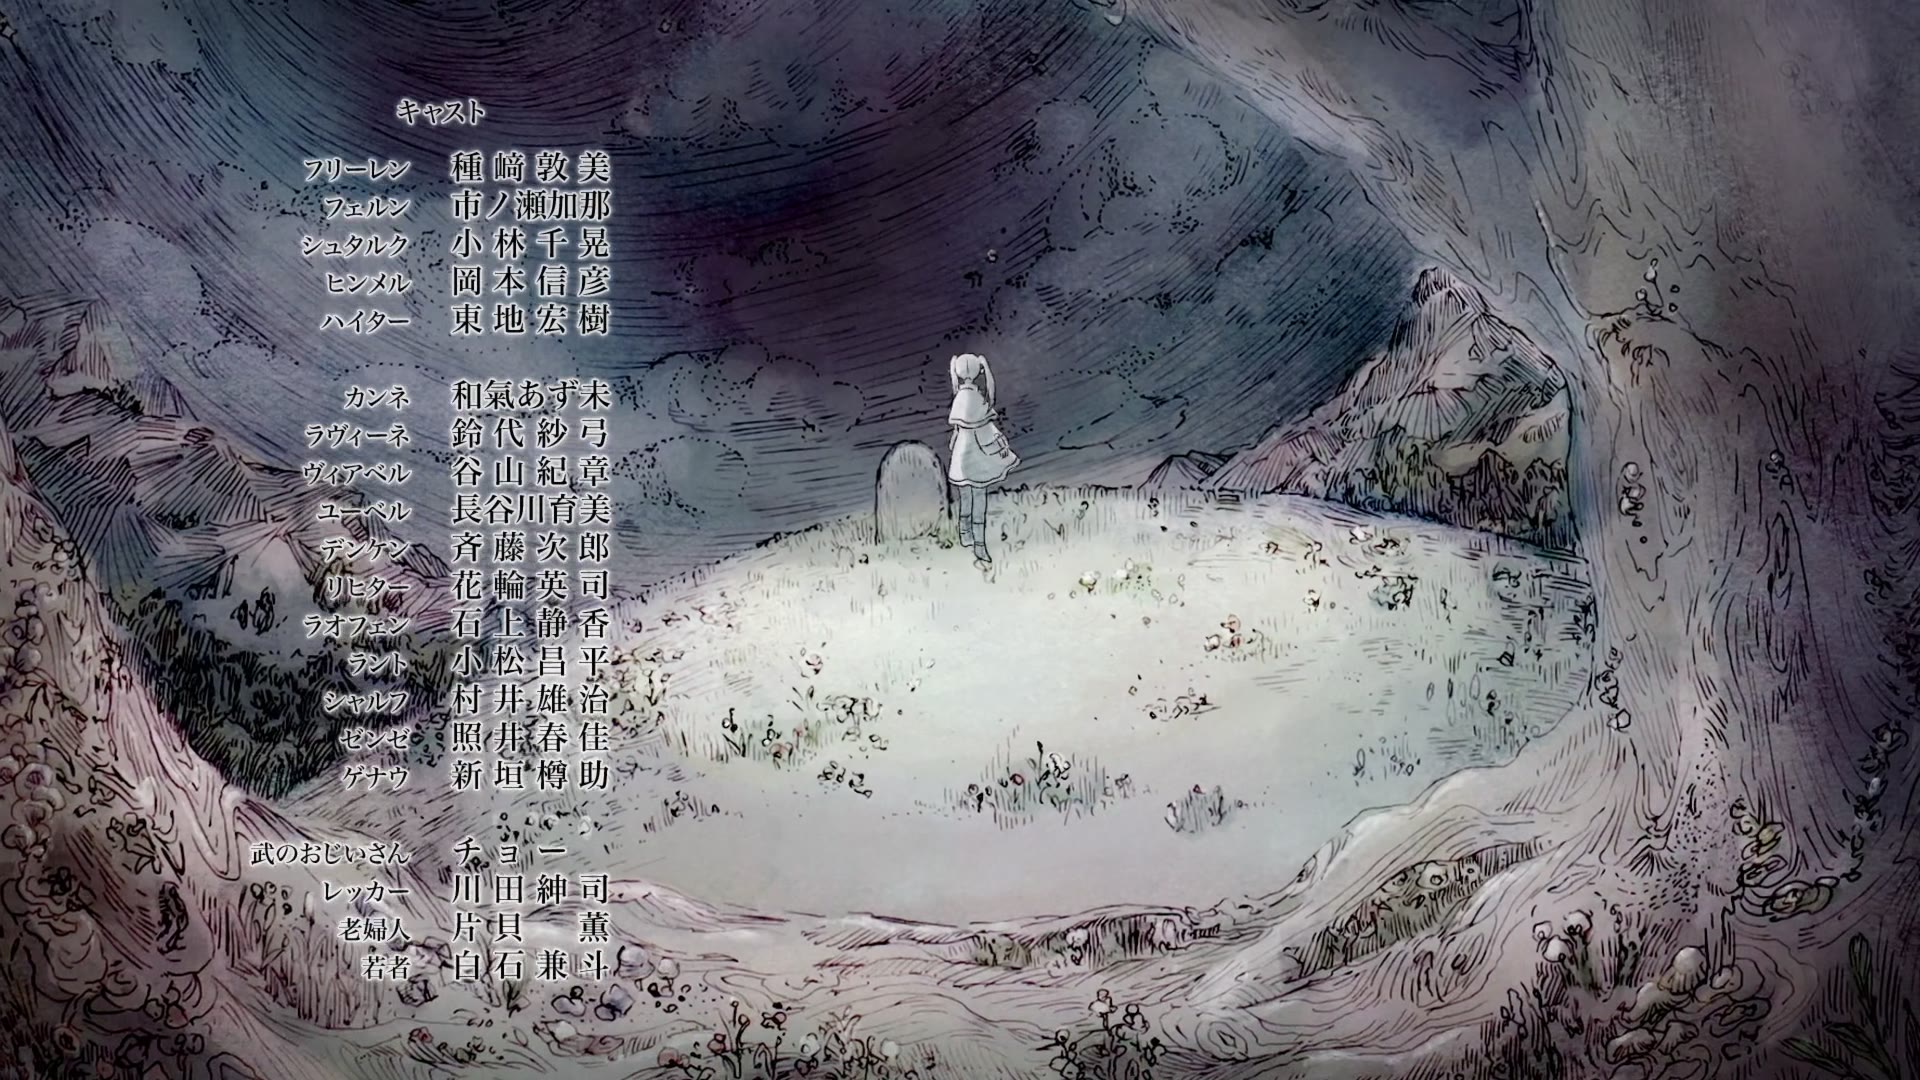 キャスト
フリーレン 種﨑敦美
フェルン 市ノ瀬加那
シュタルク 小林千晃
ヒンメル 岡本信彦
ハイター 東地宏樹
カンネ 和氣あず未
ラヴィーネ 鈴代紗弓
ヴィアベル 谷山紀章
ユーベル 長谷川育美
デンケン 斉藤次郎
リヒター 花輪英司
ラオフェン 石上静香
ラント 小松昌平
シャルフ 村井雄治
ゼンゼ 照井春佳
ゲナウ 新垣樽助
武のおじいさん チョー
レッカー 川田紳司
老婦人 片貝薫
若者 白石兼斗